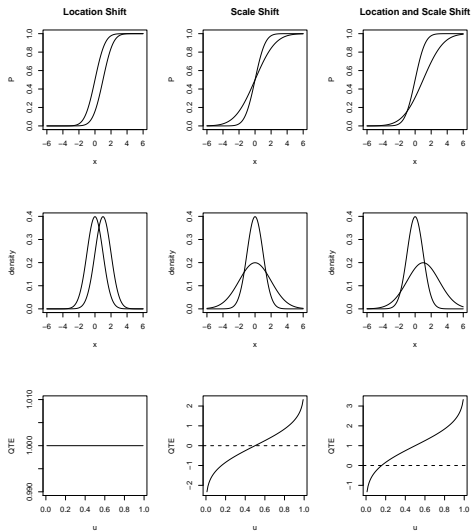 Location Shift
Scale Shift
Location and Scale Shift
P
0.0 0.2 0.4 0.6 0.8 1.0
−6 −4 −2 0 2 4 6
x
P
0.0 0.2 0.4 0.6 0.8 1.0
−6 −4 −2 0 2 4 6
x
P
0.0 0.2 0.4 0.6 0.8 1.0
−6 −4 −2 0 2 4 6
x
density
0.0 0.1 0.2 0.3 0.4
−6 −4 −2 0 2 4 6
x
density
0.0 0.1 0.2 0.3 0.4
−6 −4 −2 0 2 4 6
x
density
0.0 0.1 0.2 0.3 0.4
−6 −4 −2 0 2 4 6
x
QTE
0.990 1.000 1.010
0.0 0.2 0.4 0.6 0.8 1.0
u
QTE
−2 −1 0 1 2
0.0 0.2 0.4 0.6 0.8 1.0
u
QTE
−1 0 1 2 3
0.0 0.2 0.4 0.6 0.8 1.0
u